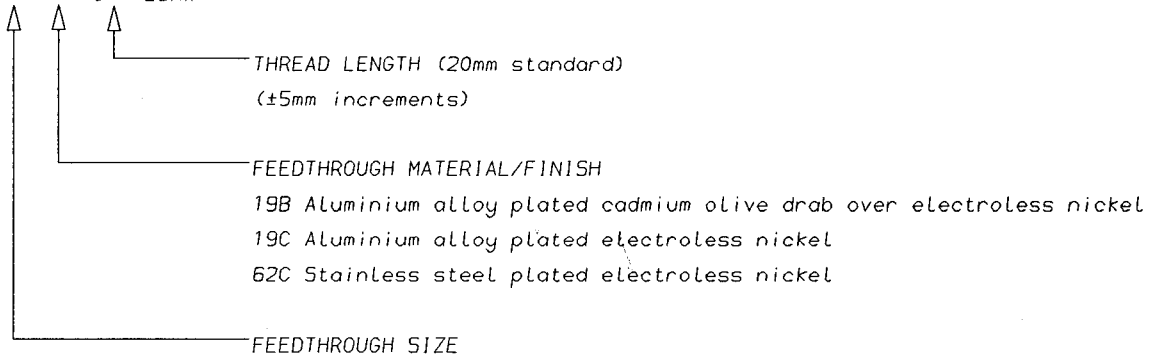 THREAD LENGTH (20mm standard)
(±5mm increments)
FEEDTHROUGH MATERIAL/FINISH
19B Aluminium alloy plated cadmium olive drab over electroless nickel
19C Aluminium alloy plated electroless nickel
62C Stainless steel plated electroless nickel
FEEDTHROUGH SIZE